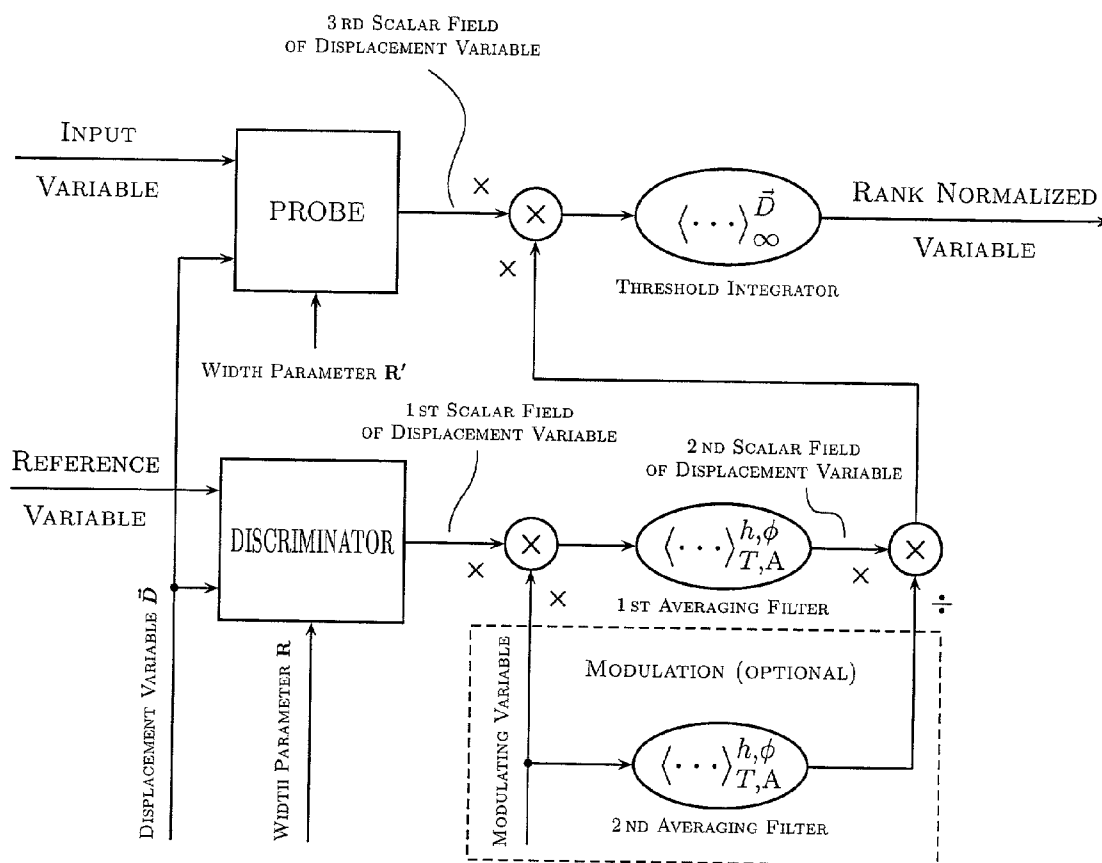 3RD SCALAR FIELD
OF DISPLACEMENT VARIABLE
INPUT
VARIABLE
PROBE
×
×
×
⟨···⟩ D⃗ ∞
RANK NORMALIZED
VARIABLE
THRESHOLD INTEGRATOR
WIDTH PARAMETER R′
1ST SCALAR FIELD
OF DISPLACEMENT VARIABLE
2ND SCALAR FIELD
OF DISPLACEMENT VARIABLE
REFERENCE
VARIABLE
DISCRIMINATOR
×
×
×
⟨···⟩ h,ϕ T,A
×
×
÷
1ST AVERAGING FILTER
DISPLACEMENT VARIABLE D⃗
WIDTH PARAMETER R
MODULATING VARIABLE
MODULATION (OPTIONAL)
⟨···⟩ h,ϕ T,A
2ND AVERAGING FILTER